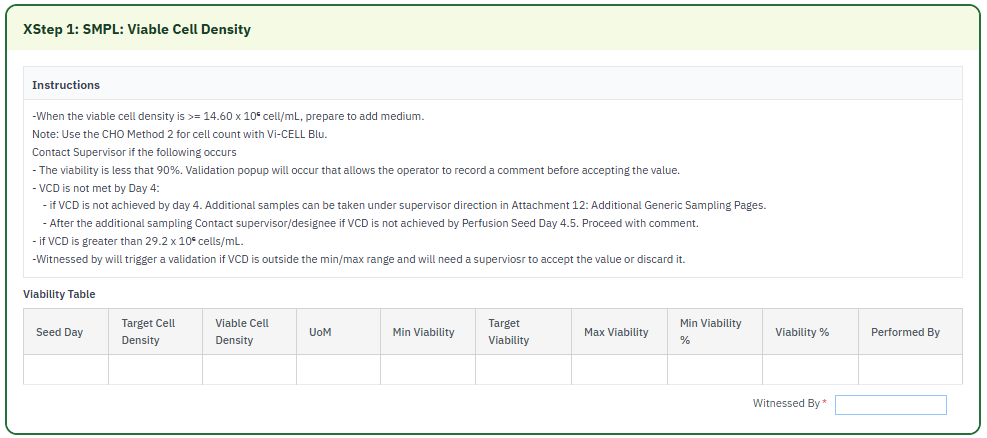 XStep 1: SMPL: Viable Cell Density
Instructions
-When the viable cell density is >= 14.60 x 10⁶ cell/mL, prepare to add medium.
Note: Use the CHO Method 2 for cell count with Vi-CELL Blu.
Contact Supervisor if the following occurs
- The viability is less that 90%. Validation popup will occur that allows the operator to record a comment before accepting the value.
- VCD is not met by Day 4:
- if VCD is not achieved by day 4. Additional samples can be taken under supervisor direction in Attachment 12: Additional Generic Sampling Pages.
- After the additional sampling Contact supervisor/designee if VCD is not achieved by Perfusion Seed Day 4.5. Proceed with comment.
- if VCD is greater than 29.2 x 10⁶ cells/mL.
-Witnessed by will trigger a validation if VCD is outside the min/max range and will need a superviosr to accept the value or discard it.
Viability Table
Seed Day
Target Cell
Density
Viable Cell
Density
UoM
Min Viability
Target
Viability
Max Viability
Min Viability
%
Viability %
Performed By
Witnessed By *